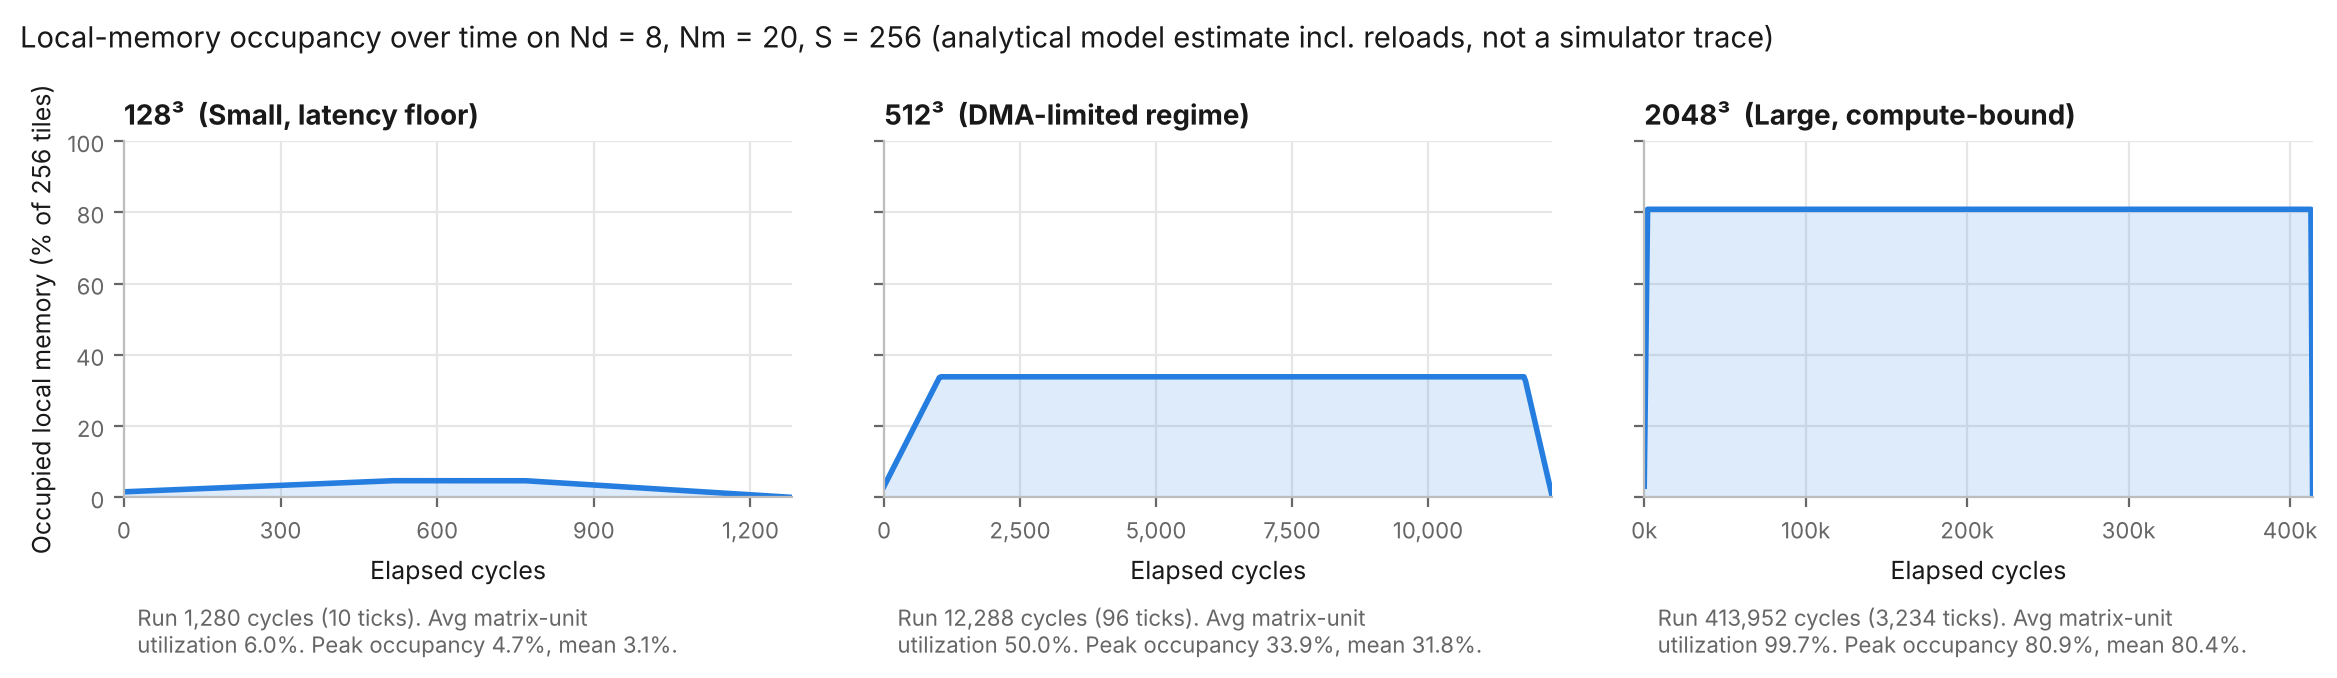 Local-memory occupancy over time on Nd = 8, Nm = 20, S = 256 (analytical model estimate incl. reloads, not a simulator trace)
Occupied local memory (% of 256 tiles)
128³ (Small, latency floor)
100
80
60
40
20
0
0 300 600 900 1,200
Elapsed cycles
Run 1,280 cycles (10 ticks). Avg matrix-unit
utilization 6.0%. Peak occupancy 4.7%, mean 3.1%.
512³ (DMA-limited regime)
0 2,500 5,000 7,500 10,000
Elapsed cycles
Run 12,288 cycles (96 ticks). Avg matrix-unit
utilization 50.0%. Peak occupancy 33.9%, mean 31.8%.
2048³ (Large, compute-bound)
0k 100k 200k 300k 400k
Elapsed cycles
Run 413,952 cycles (3,234 ticks). Avg matrix-unit
utilization 99.7%. Peak occupancy 80.9%, mean 80.4%.